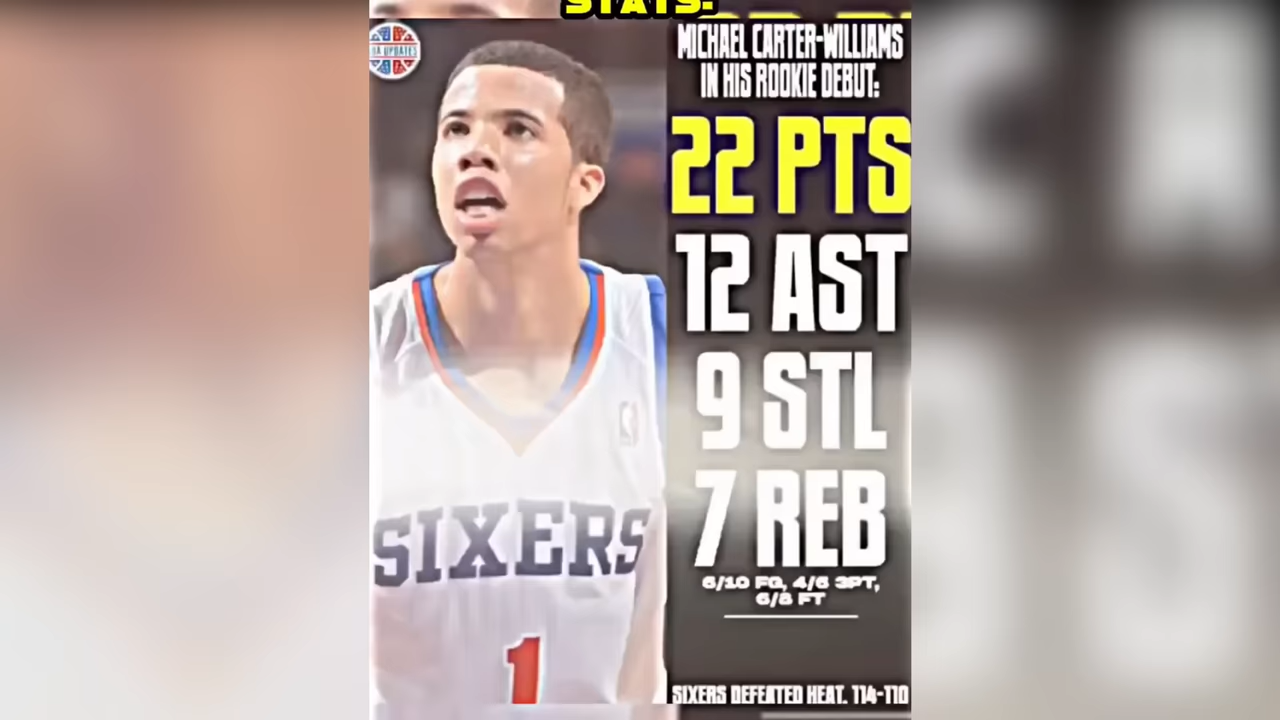 STATS:
MICHAEL CARTER-WILLIAMS
IN HIS ROOKIE DEBUT:
22 PTS
12 AST
9 STL
7 REB
6/10 FG, 4/6 3PT,
6/8 FT
SIXERS DEFEATED HEAT, 114-110
SIXERS
1